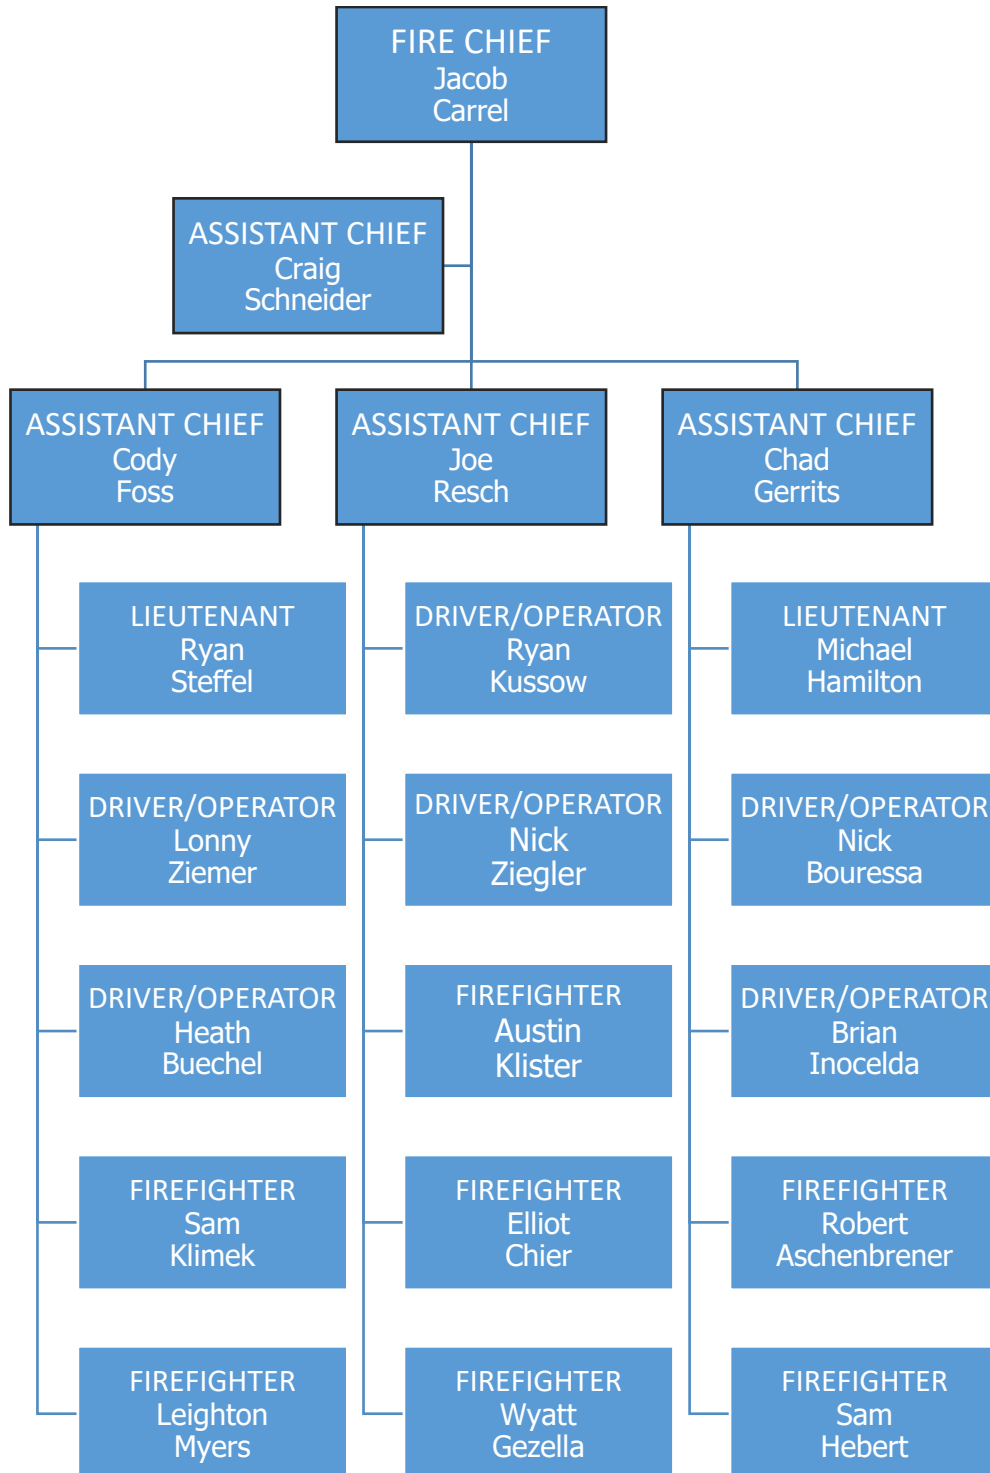 FIRE CHIEF
Jacob
Carrel
ASSISTANT CHIEF
Craig
Schneider
ASSISTANT CHIEF
Cody
Foss
ASSISTANT CHIEF
Joe
Resch
ASSISTANT CHIEF
Chad
Gerrits
LIEUTENANT
Ryan
Steffel
DRIVER/OPERATOR
Ryan
Kussow
LIEUTENANT
Michael
Hamilton
DRIVER/OPERATOR
Lonny
Ziemer
DRIVER/OPERATOR
Nick
Ziegler
DRIVER/OPERATOR
Nick
Bouressa
DRIVER/OPERATOR
Heath
Buechel
FIREFIGHTER
Austin
Klister
DRIVER/OPERATOR
Brian
Inocelda
FIREFIGHTER
Sam
Klimek
FIREFIGHTER
Elliot
Chier
FIREFIGHTER
Robert
Aschenbrener
FIREFIGHTER
Leighton
Myers
FIREFIGHTER
Wyatt
Gezella
FIREFIGHTER
Sam
Hebert